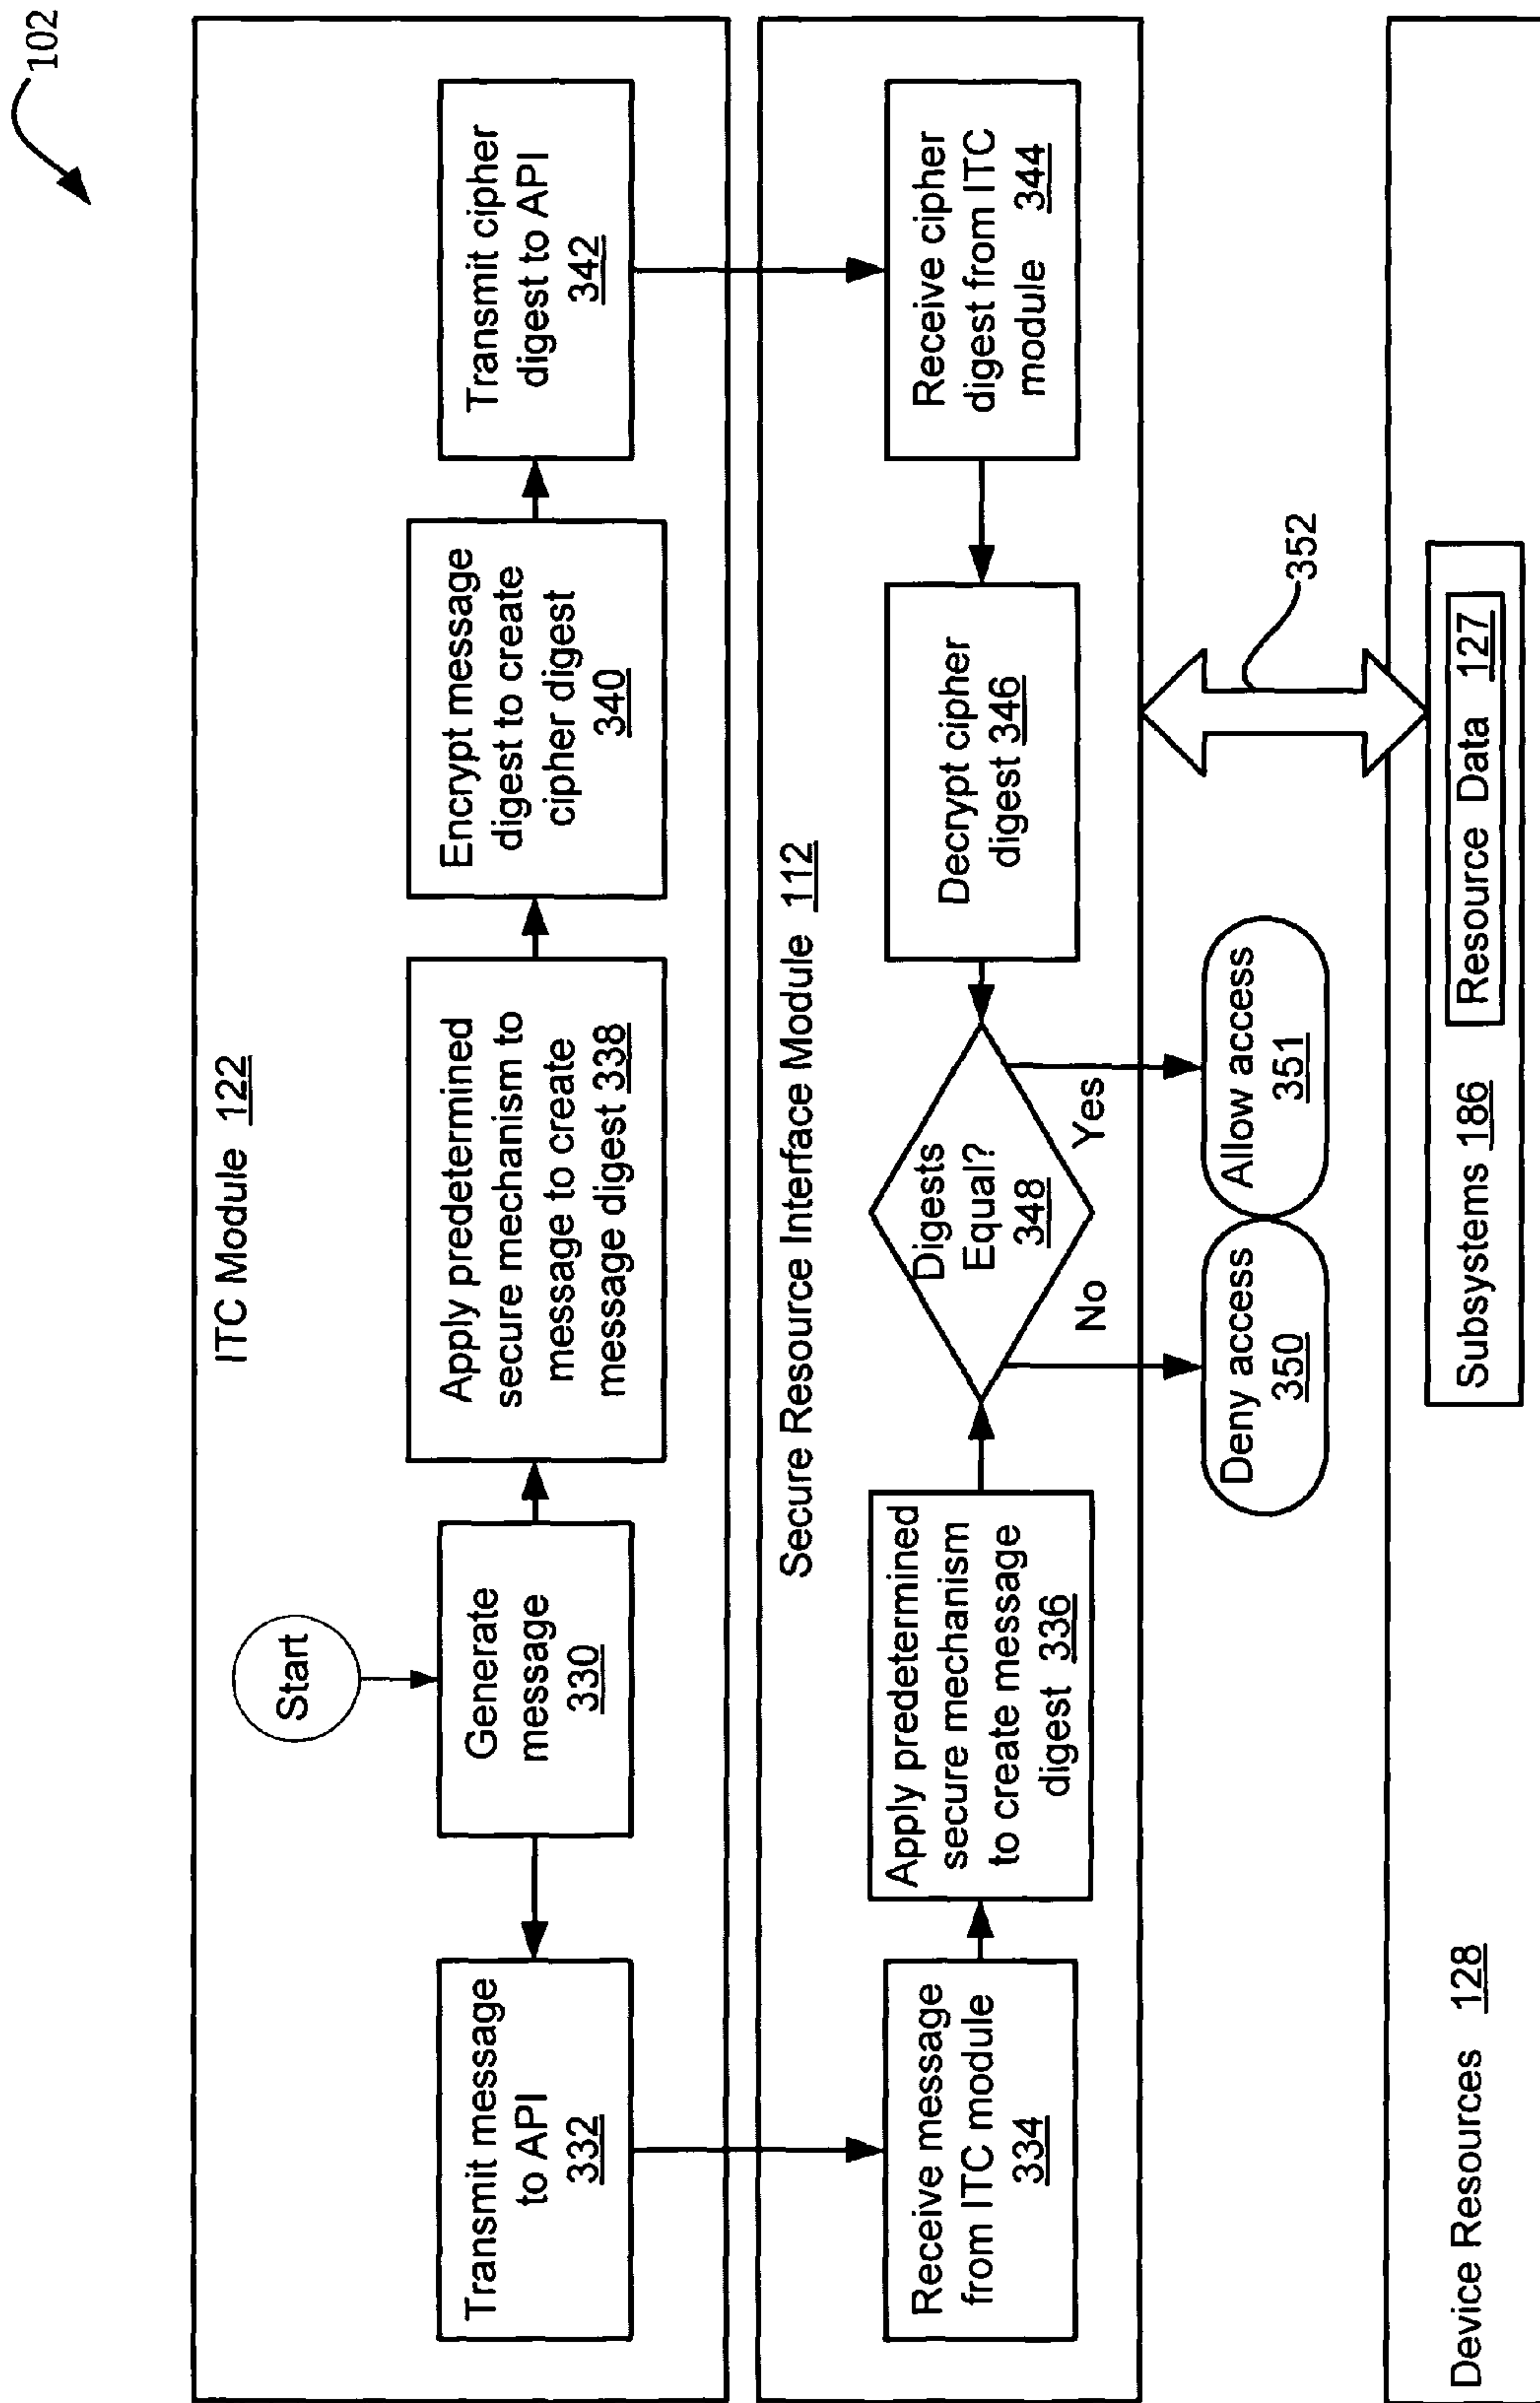 102
ITC Module 122
Start
Transmit message
to API
332
Generate
message
330
Apply predetermined
secure mechanism to
message to create
message digest 338
Encrypt message
digest to create
cipher digest
340
Transmit cipher
digest to API
342
Secure Resource Interface Module 112
Receive message
from ITC module
334
Apply predetermined
secure mechanism
to create message
digest 336
Digests
Equal?
348
No
Yes
Decrypt cipher
digest 346
Receive cipher
digest from ITC
module 344
Deny access
350
Allow access
351
352
Device Resources 128
Subsystems 186
Resource Data 127